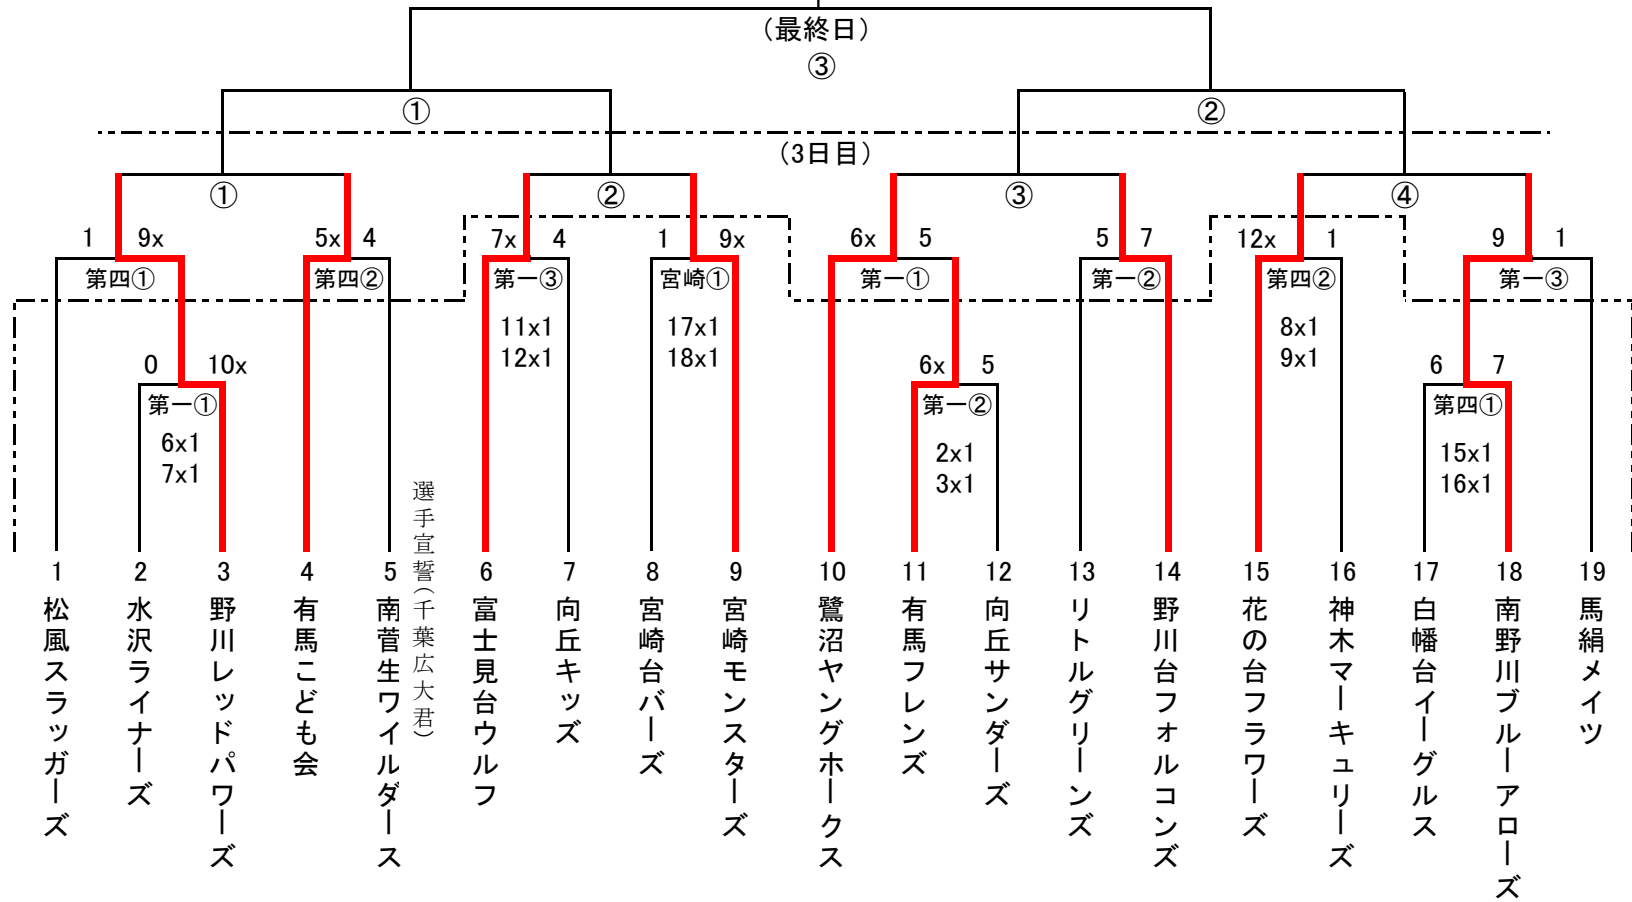 （最終日）
③
① ②
（3日目）
① ② ③ ④
1 9x 5x 4 7x 4 1 9x 6x 5 5 7 12x 1 9 1
第四① 第四② 第一③ 宮崎① 第一① 第一② 第四② 第一③
11x1 17x1 8x1
12x1 18x1 9x1
0 10x 6x 5 6 7
第一① 第一② 第四①
6x1 2x1 15x1
7x1 3x1 16x1
選手宣誓（千葉広大君）
1 2 3 4 5 6 7 8 9 10 11 12 13 14 15 16 17 18 19
松風スラッガーズ
水沢ライナーズ
野川レッドパワーズ
有馬こども会
南菅生ワイルダース
富士見台ウルフ
向丘キッズ
宮崎台バーズ
宮崎モンスターズ
鷺沼ヤングホークス
有馬フレンズ
向丘サンダーズ
リトルグリーンズ
野川台フォルコンズ
花の台フラワーズ
神木マーキュリーズ
白幡台イーグルス
南野川ブルーアローズ
馬絹メイツ